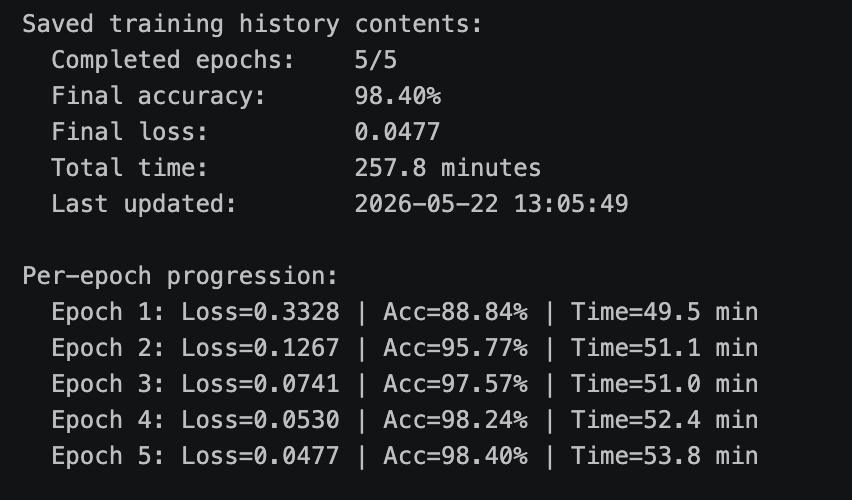 Saved training history contents:
Completed epochs: 5/5
Final accuracy: 98.40%
Final loss: 0.0477
Total time: 257.8 minutes
Last updated: 2026-05-22 13:05:49
Per-epoch progression:
Epoch 1: Loss=0.3328 | Acc=88.84% | Time=49.5 min
Epoch 2: Loss=0.1267 | Acc=95.77% | Time=51.1 min
Epoch 3: Loss=0.0741 | Acc=97.57% | Time=51.0 min
Epoch 4: Loss=0.0530 | Acc=98.24% | Time=52.4 min
Epoch 5: Loss=0.0477 | Acc=98.40% | Time=53.8 min